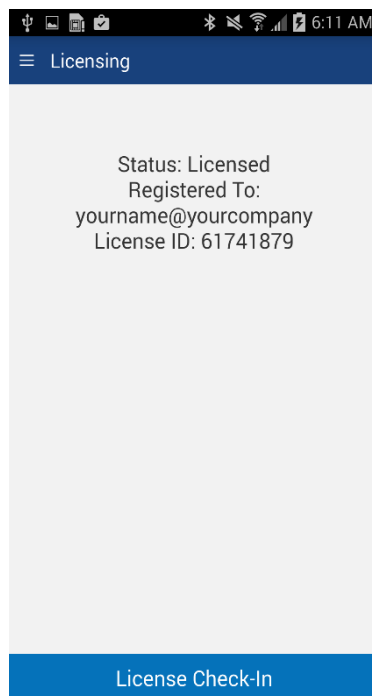 6:11 AM
Licensing
Status: Licensed
Registered To:
yourname@yourcompany
License ID: 61741879
License Check-In